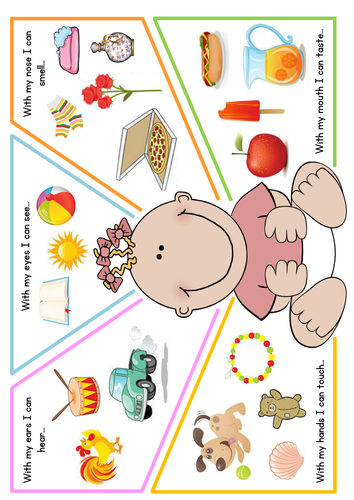 With my nose I can
smell…
With my eyes I can see…
With my ears I can
hear…
With my mouth I can taste…
With my hands I can touch…